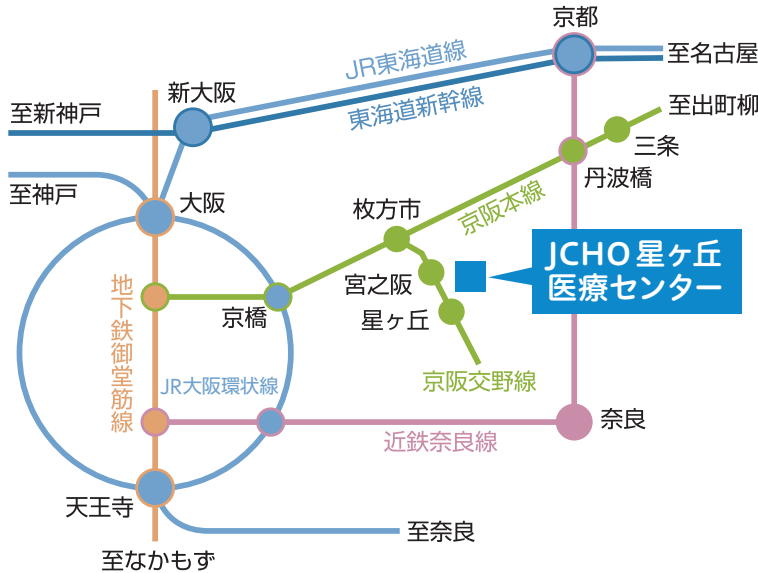 京都
JR東海道線
至名古屋
新大阪
東海道新幹線
至新神戸
至出町柳
三条
丹波橋
至神戸
大阪
枚方市
京阪本線
JCHO 星ヶ丘
医療センター
宮之阪
地下鉄御堂筋線
京橋
星ヶ丘
JR大阪環状線
京阪交野線
奈良
近鉄奈良線
天王寺
至奈良
至なかもず